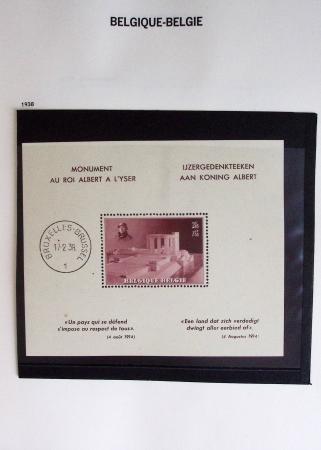 BELGIQUE-BELGIE
1938
MONUMENT
AU ROI ALBERT A L'YSER
IJZERGEDENKTEEKEN
AAN KONING ALBERT
BRUXELLES-BRUSSEL
1
BELGIQUE BELGIE
«Un pays qui se défend
s'impose au respect de tous».
(4 août 1914)
«Een land dat zich verdedigt
dwingt aller eerbied af».
(4 Augustus 1914)